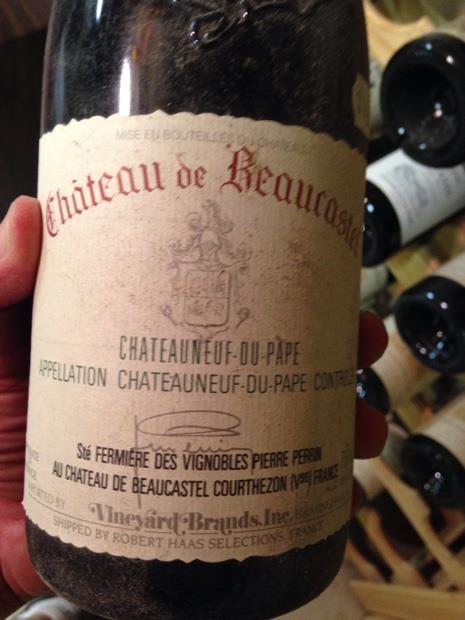 MISE EN BOUTEILLES DU CHATEAU
Château de Beaucastel
CHATEAUNEUF-DU-PAPE
APPELLATION CHATEAUNEUF-DU-PAPE CONTRÔLÉE
Sté FERMIÈRE DES VIGNOBLES PIERRE PERRIN
AU CHATEAU DE BEAUCASTEL COURTHEZON (Vse) FRANCE
IMPORTED BY Vineyard Brands, Inc.
SHIPPED BY ROBERT HAAS SELECTIONS, FRANCE